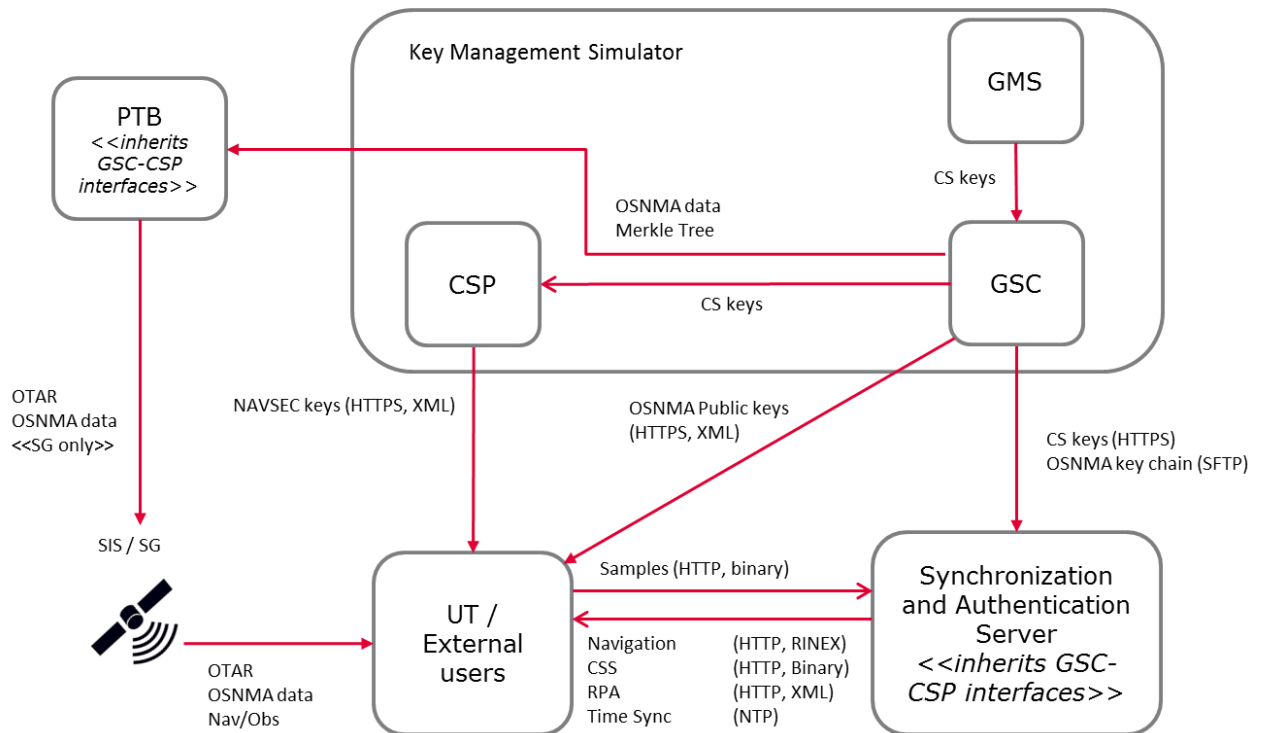 Key Management Simulator
GMS
PTB
<<inherits
GSC-CSP
interfaces>>
CS keys
OSNMA data
Merkle Tree
CSP
GSC
CS keys
OTAR
OSNMA data
<<SG only>>
NAVSEC keys (HTTPS, XML)
OSNMA Public keys
(HTTPS, XML)
CS keys (HTTPS)
OSNMA key chain (SFTP)
SIS / SG
Samples (HTTP, binary)
UT /
External
users
Synchronization
and Authentication
Server
<<inherits GSC-
CSP interfaces>>
Navigation (HTTP, RINEX)
CSS (HTTP, Binary)
RPA (HTTP, XML)
Time Sync (NTP)
OTAR
OSNMA data
Nav/Obs